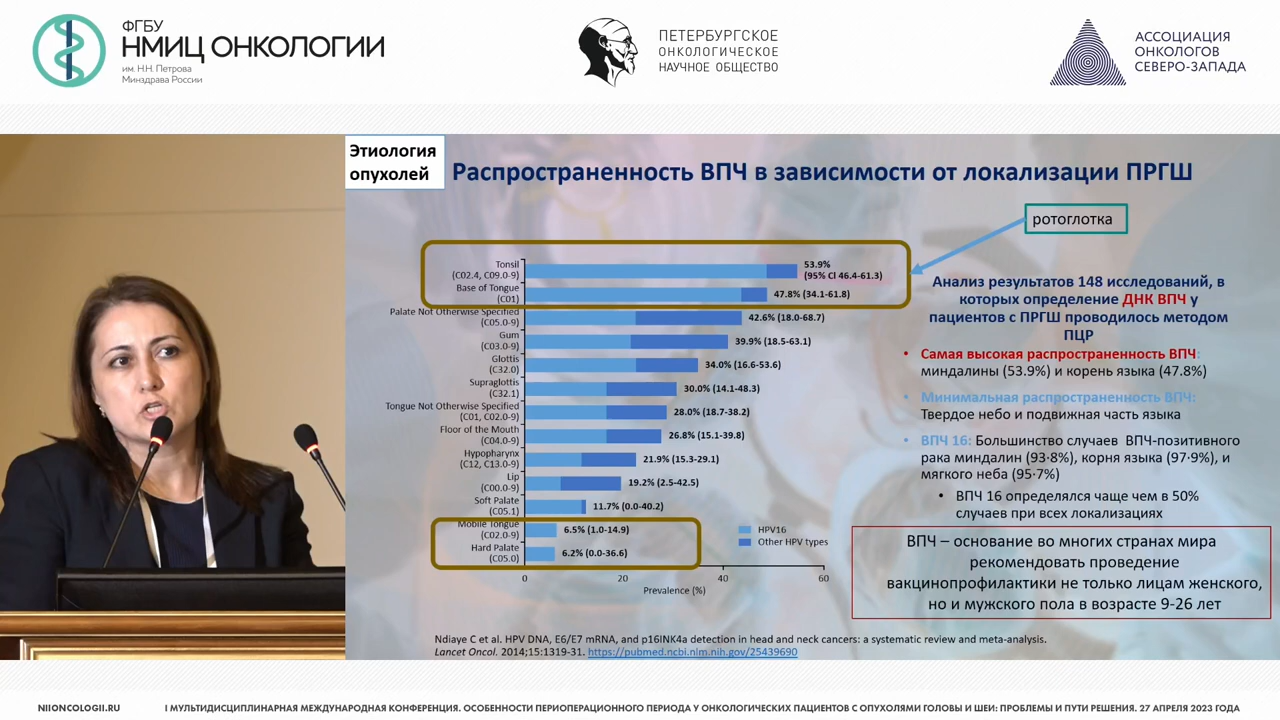 ФГБУ
НМИЦ ОНКОЛОГИИ
им. Н.Н. Петрова
Минздрава России
ПЕТЕРБУРГСКОЕ
ОНКОЛОГИЧЕСКОЕ
НАУЧНОЕ ОБЩЕСТВО
АССОЦИАЦИЯ
ОНКОЛОГОВ
СЕВЕРО-ЗАПАДА
Этиология
опухолей
Распространенность ВПЧ в зависимости от локализации ПРГШ
ротоглотка
Tonsil
(C02.4, C09.0-9)
53.9%
(95% CI 46.4-61.3)
Base of Tongue
(C01)
47.8% (34.1-61.8)
Palate Not Otherwise Specified
(C05.0-9)
42.6% (18.0-68.7)
Gum
(C03.0-9)
39.9% (18.5-63.1)
Glottis
(C32.0)
34.0% (16.6-53.6)
Supraglottis
(C32.1)
30.0% (14.1-48.3)
Tongue Not Otherwise Specified
(C01, C02.0-9)
28.0% (18.7-38.2)
Floor of the Mouth
(C04.0-9)
26.8% (15.1-39.8)
Hypopharynx
(C12, C13.0-9)
21.9% (15.3-29.1)
Lip
(C00.0-9)
19.2% (2.5-42.5)
Soft Palate
(C05.1)
11.7% (0.0-40.2)
Mobile Tongue
(C02.0-9)
6.5% (1.0-14.9)
Hard Palate
(C05.0)
6.2% (0.0-36.6)
HPV16
Other HPV types
0 20 40 60
Prevalence (%)
Анализ результатов 148 исследований, в
которых определение ДНК ВПЧ у
пациентов с ПРГШ проводилось методом
ПЦР
• Самая высокая распространенность ВПЧ:
миндалины (53.9%) и корень языка (47.8%)
• Минимальная распространенность ВПЧ:
Твердое небо и подвижная часть языка
• ВПЧ 16: Большинство случаев ВПЧ-позитивного
рака миндалин (93·8%), корня языка (97·9%), и
мягкого неба (95·7%)
• ВПЧ 16 определялся чаще чем в 50%
случаев при всех локализациях
ВПЧ – основание во многих странах мира
рекомендовать проведение
вакцинопрофилактики не только лицам женского,
но и мужского пола в возрасте 9-26 лет
Ndiaye C et al. HPV DNA, E6/E7 mRNA, and p16INK4a detection in head and neck cancers: a systematic review and meta-analysis.
Lancet Oncol. 2014;15:1319-31. https://pubmed.ncbi.nlm.nih.gov/25439690
NIIONCOLOGII.RU
I МУЛЬТИДИСЦИПЛИНАРНАЯ МЕЖДУНАРОДНАЯ КОНФЕРЕНЦИЯ. ОСОБЕННОСТИ ПЕРИОПЕРАЦИОННОГО ПЕРИОДА У ОНКОЛОГИЧЕСКИХ ПАЦИЕНТОВ С ОПУХОЛЯМИ ГОЛОВЫ И ШЕИ: ПРОБЛЕМЫ И ПУТИ РЕШЕНИЯ. 27 АПРЕЛЯ 2023 ГОДА